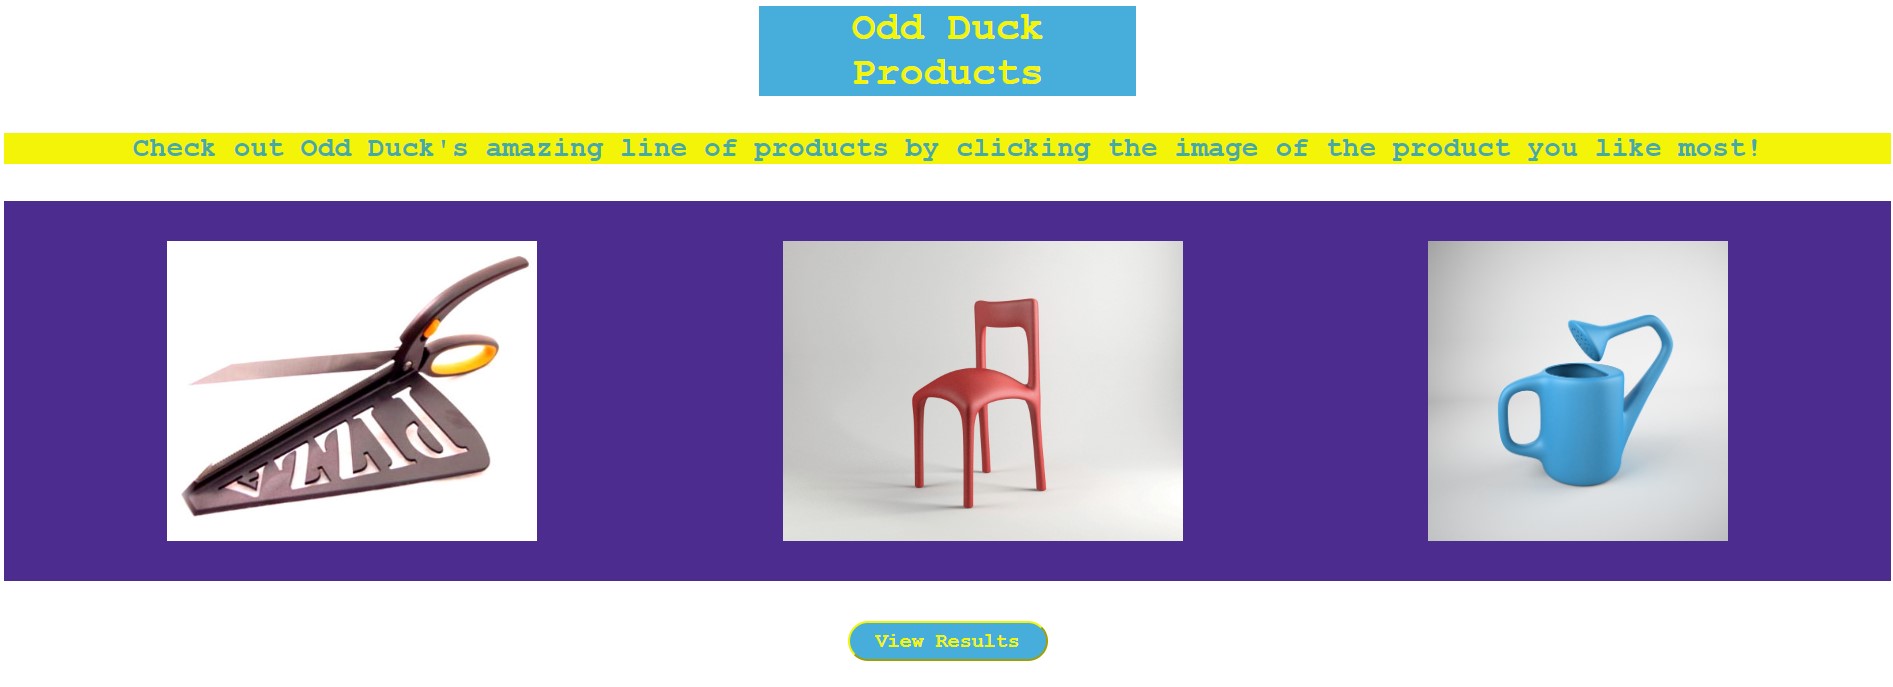 Odd Duck
Products
Check out Odd Duck's amazing line of products by clicking the image of the product you like most!
PIZZA
View Results